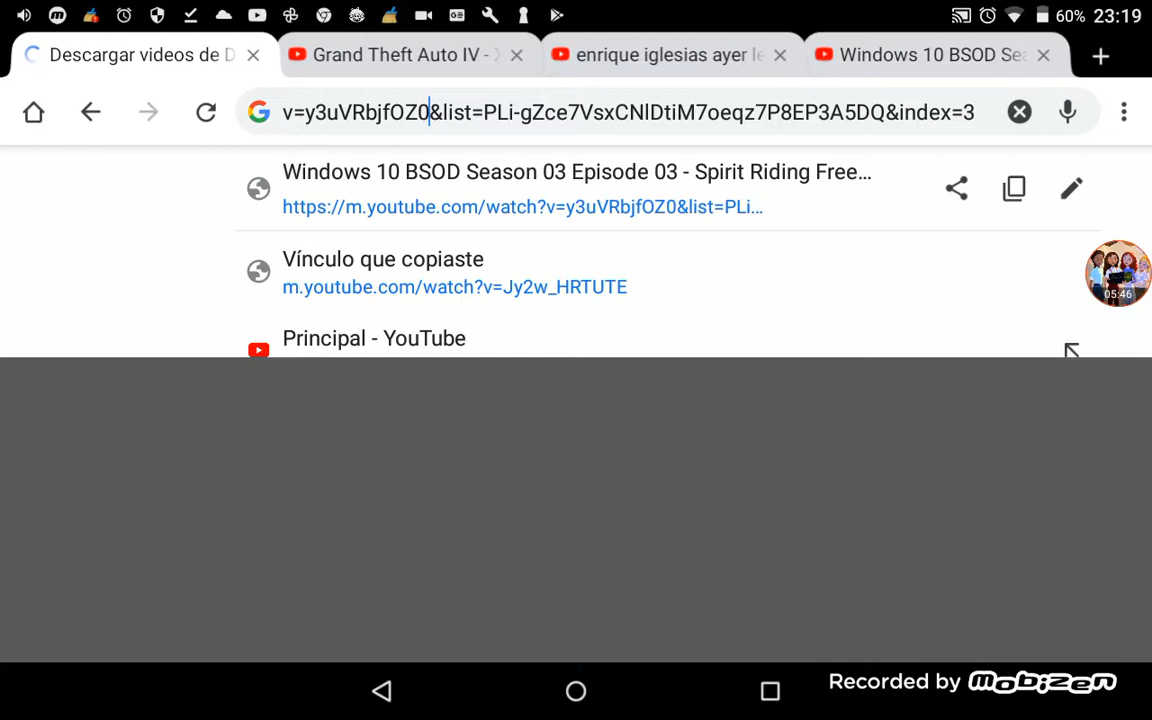 60% 23:19
Descargar videos de D
Grand Theft Auto IV - X
enrique iglesias ayer le
Windows 10 BSOD Sea
v=y3uVRbjfOZ0&list=PLi-gZce7VsxCNlDtiM7oeqz7P8EP3A5DQ&index=3
Windows 10 BSOD Season 03 Episode 03 - Spirit Riding Free...
https://m.youtube.com/watch?v=y3uVRbjfOZ0&list=PLi...
Vínculo que copiaste
m.youtube.com/watch?v=Jy2w_HRTUTE
05:46
Principal - YouTube
Recorded by mobizen